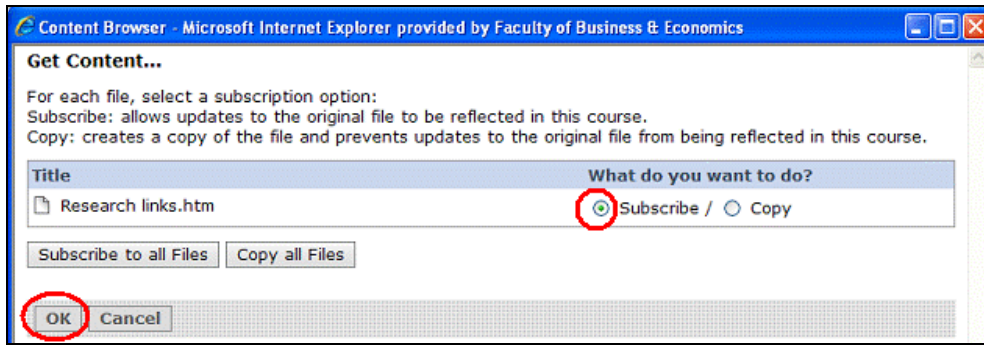 Content Browser - Microsoft Internet Explorer provided by Faculty of Business & Economics
Get Content...
For each file, select a subscription option:
Subscribe: allows updates to the original file to be reflected in this course.
Copy: creates a copy of the file and prevents updates to the original file from being reflected in this course.
Title What do you want to do?
Research links.htm Subscribe / Copy
Subscribe to all Files Copy all Files
OK Cancel